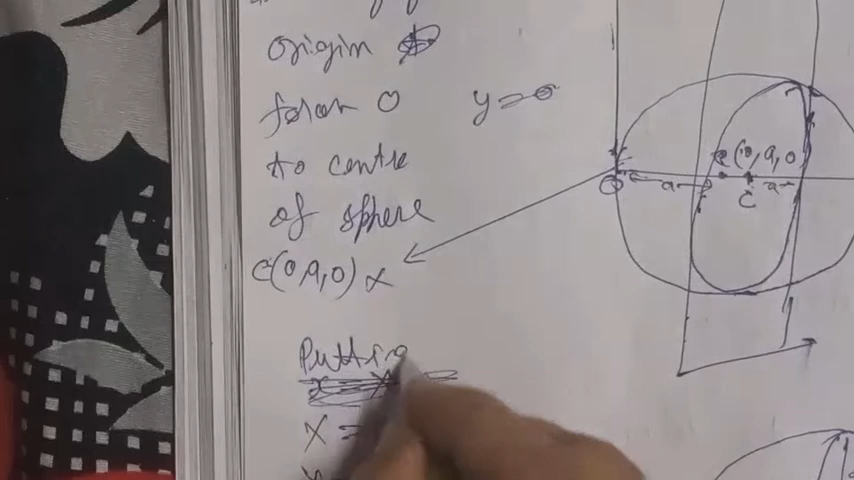 origin
from O y=0
to centre
of sphere
C(0,a,0)
Putting
X =
(0,a,0
O a C a